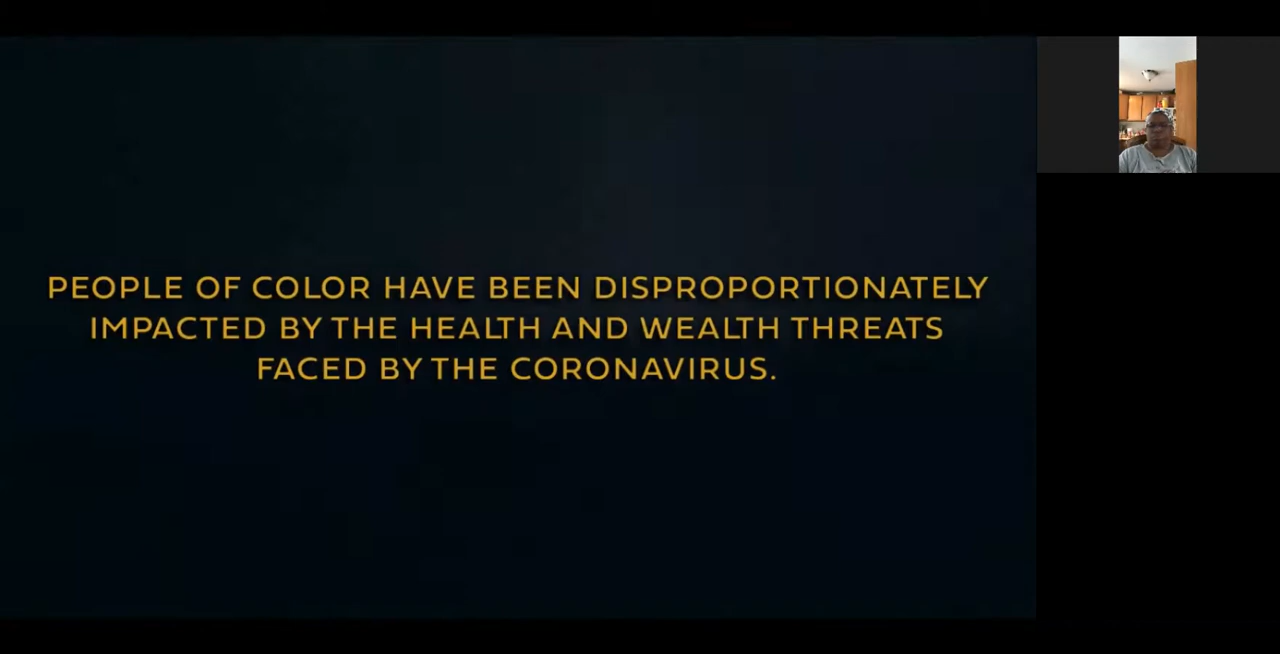 PEOPLE OF COLOR HAVE BEEN DISPROPORTIONATELY
IMPACTED BY THE HEALTH AND WEALTH THREATS
FACED BY THE CORONAVIRUS.